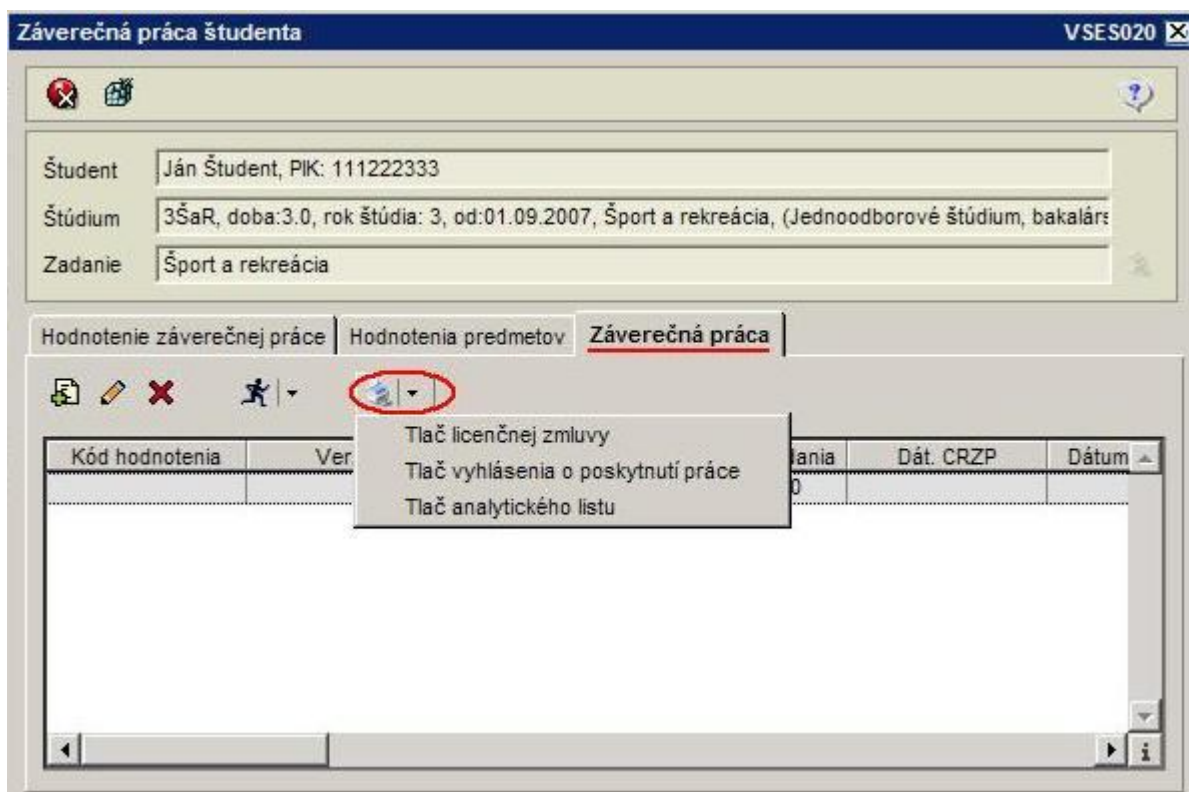 Záverečná práca študenta VSES020
Študent Ján Študent, PIK: 111222333
Štúdium 3ŠaR, doba:3.0, rok štúdia: 3, od:01.09.2007, Šport a rekreácia, (Jednoodborové štúdium, bakalárs
Zadanie Šport a rekreácia
Hodnotenie záverečnej práce Hodnotenia predmetov Záverečná práca
Tlač licenčnej zmluvy
Kód hodnotenia Ver dania Dát. CRZP Dátum
Tlač vyhlásenia o poskytnutí práce
0
Tlač analytického listu